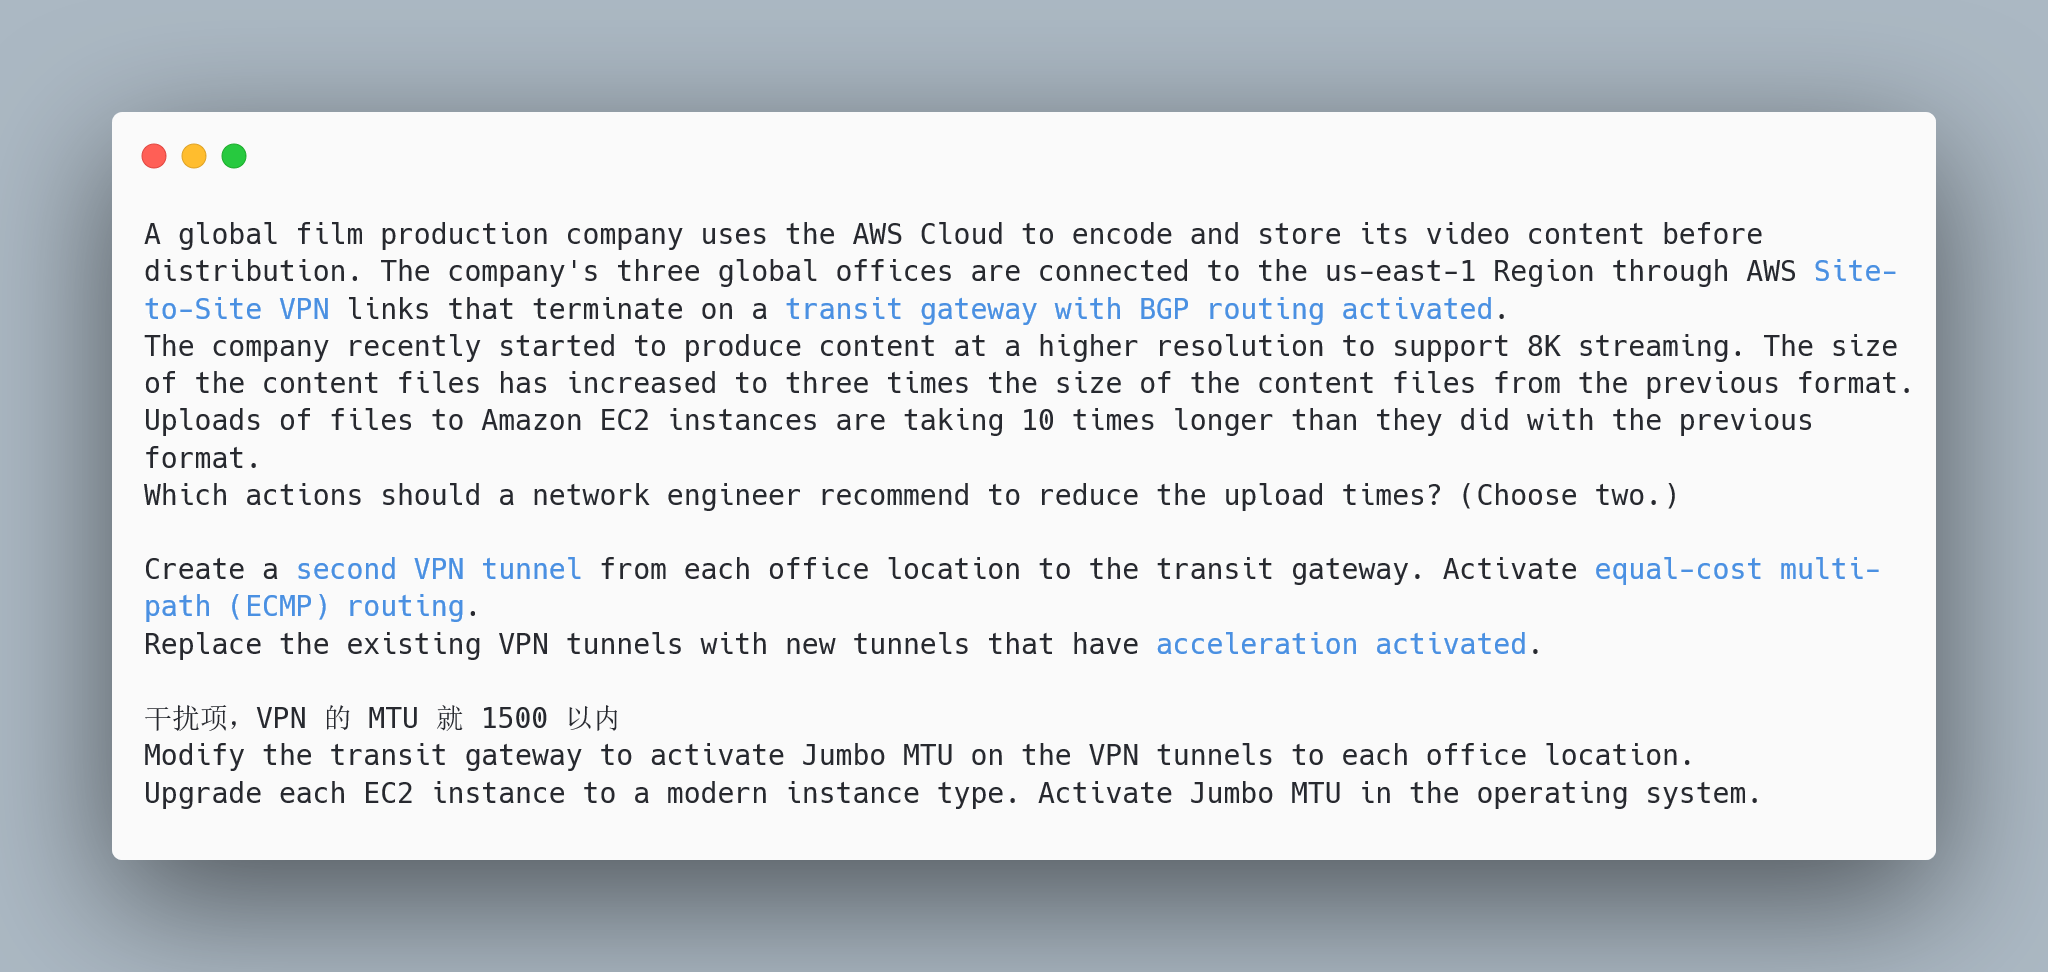 A global film production company uses the AWS Cloud to encode and store its video content before
distribution. The company's three global offices are connected to the us-east-1 Region through AWS Site-
to-Site VPN links that terminate on a transit gateway with BGP routing activated.
The company recently started to produce content at a higher resolution to support 8K streaming. The size
of the content files has increased to three times the size of the content files from the previous format.
Uploads of files to Amazon EC2 instances are taking 10 times longer than they did with the previous
format.
Which actions should a network engineer recommend to reduce the upload times? (Choose two.)
Create a second VPN tunnel from each office location to the transit gateway. Activate equal-cost multi-
path (ECMP) routing.
Replace the existing VPN tunnels with new tunnels that have acceleration activated.
干扰项，VPN 的 MTU 就 1500 以内
Modify the transit gateway to activate Jumbo MTU on the VPN tunnels to each office location.
Upgrade each EC2 instance to a modern instance type. Activate Jumbo MTU in the operating system.